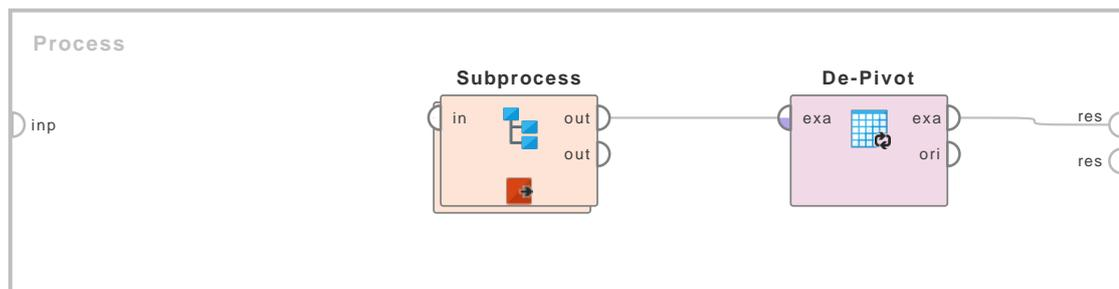 Process
Subprocess De-Pivot
inp in out exa exa res
out ori res